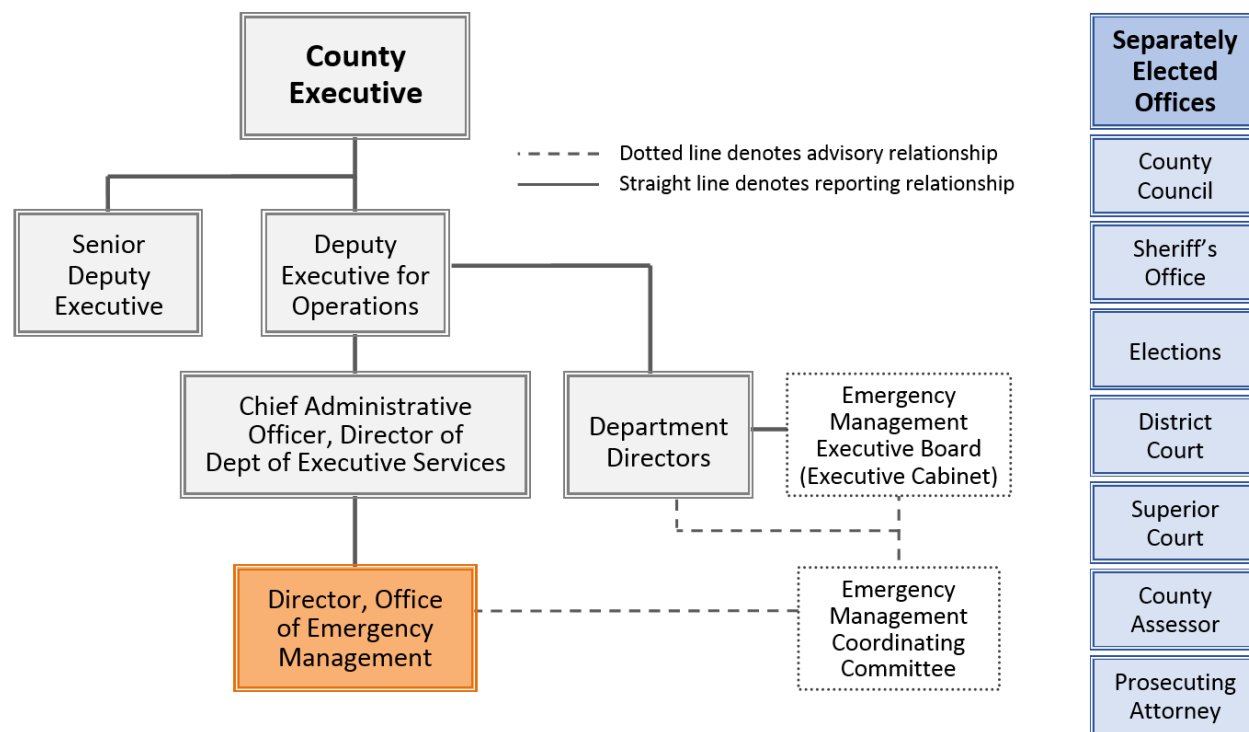 County
Executive
Dotted line denotes advisory relationship
Straight line denotes reporting relationship
Senior
Deputy
Executive
Deputy
Executive for
Operations
Chief Administrative
Officer, Director of
Dept of Executive Services
Department
Directors
Emergency
Management
Executive Board
(Executive Cabinet)
Director, Office
of Emergency
Management
Emergency
Management
Coordinating
Committee
Separately
Elected
Offices
County
Council
Sheriff’s
Office
Elections
District
Court
Superior
Court
County
Assessor
Prosecuting
Attorney